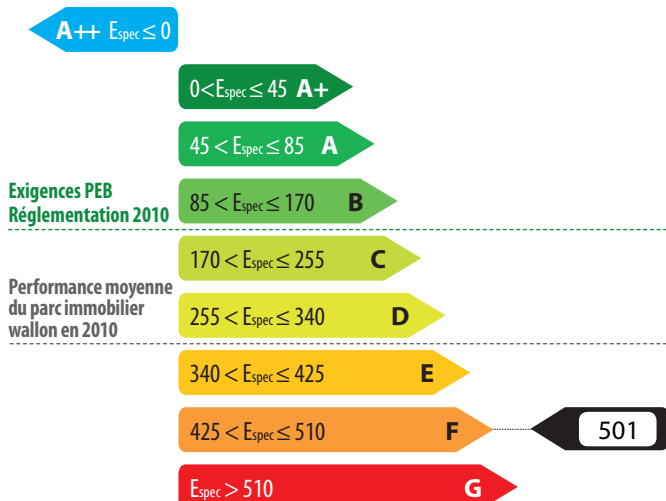 A++ Espec ≤ 0
0<Espec ≤ 45 A+
45 < Espec ≤ 85 A
Exigences PEB
Réglementation 2010
85 < Espec ≤ 170 B
170 < Espec ≤ 255 C
Performance moyenne
du parc immobilier
wallon en 2010
255 < Espec ≤ 340 D
340 < Espec ≤ 425 E
425 < Espec ≤ 510 F
501
Espec > 510 G